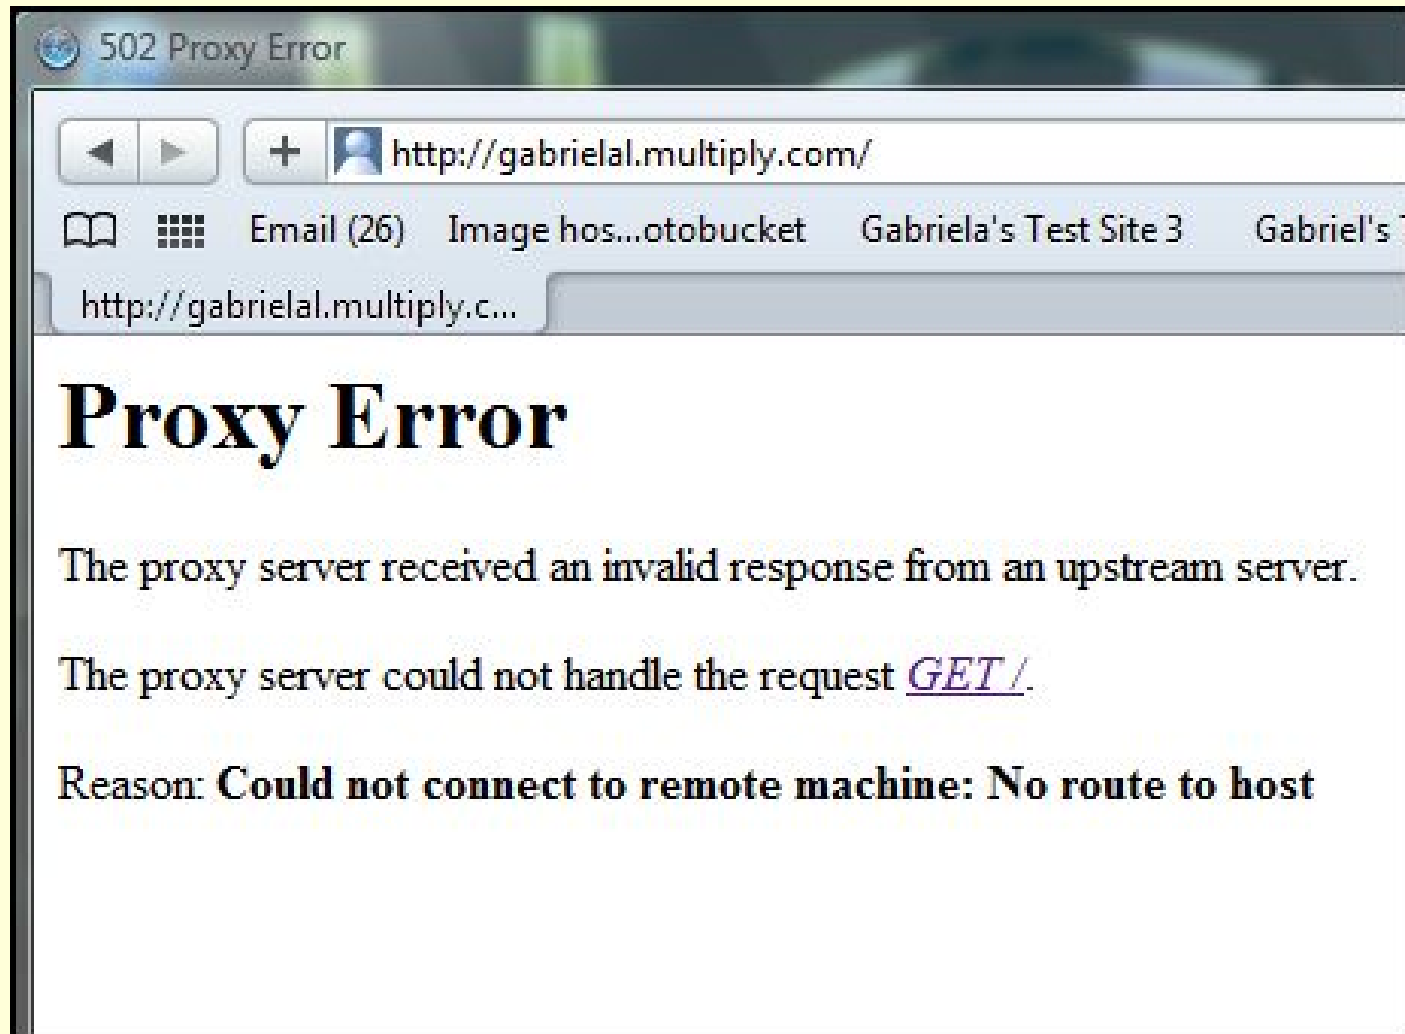 502 Proxy Error
http://gabrielal.multiply.com/
Email (26) Image hos...otobucket Gabriela's Test Site 3 Gabriel's
http://gabrielal.multiply.c...
Proxy Error
The proxy server received an invalid response from an upstream server.
The proxy server could not handle the request GET /.
Reason: Could not connect to remote machine: No route to host